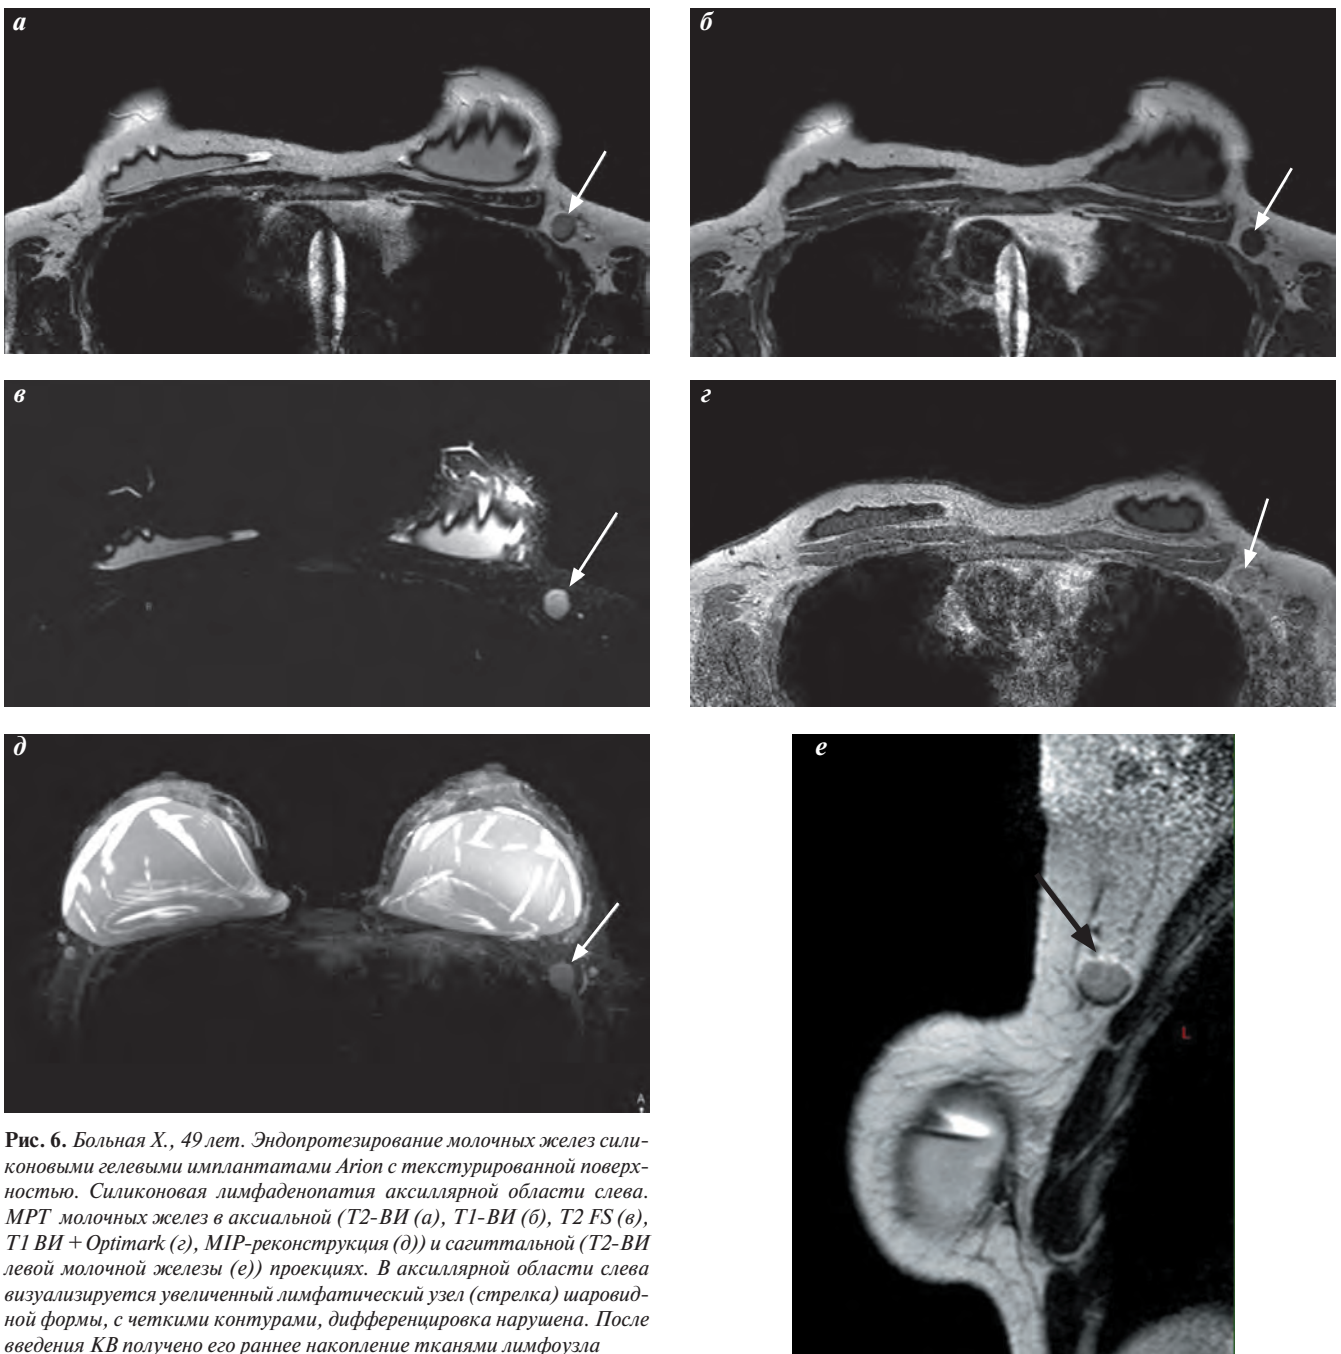 а
б
в
г
д
е
L
A
Рис. 6. Больная Х., 49 лет. Эндопротезирование молочных желез сили-
коновыми гелевыми имплантатами Arion с текстурированной поверх-
ностью. Силиконовая лимфаденопатия аксиллярной области слева.
МРТ молочных желез в аксиальной (Т2-ВИ (а), Т1-ВИ (б), Т2 FS (в),
Т1 ВИ + Optimark (г), MIP-реконструкция (д)) и сагиттальной (Т2-ВИ
левой молочной железы (е)) проекциях. В аксиллярной области слева
визуализируется увеличенный лимфатический узел (стрелка) шаровид-
ной формы, с четкими контурами, дифференцировка нарушена. После
введения КВ получено его раннее накопление тканями лимфоузла